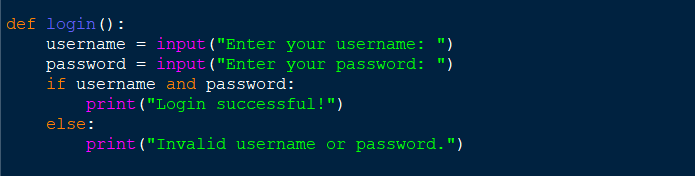 def login():
    username = input("Enter your username: ")
    password = input("Enter your password: ")
    if username and password:
        print("Login successful!")
    else:
        print("Invalid username or password.")